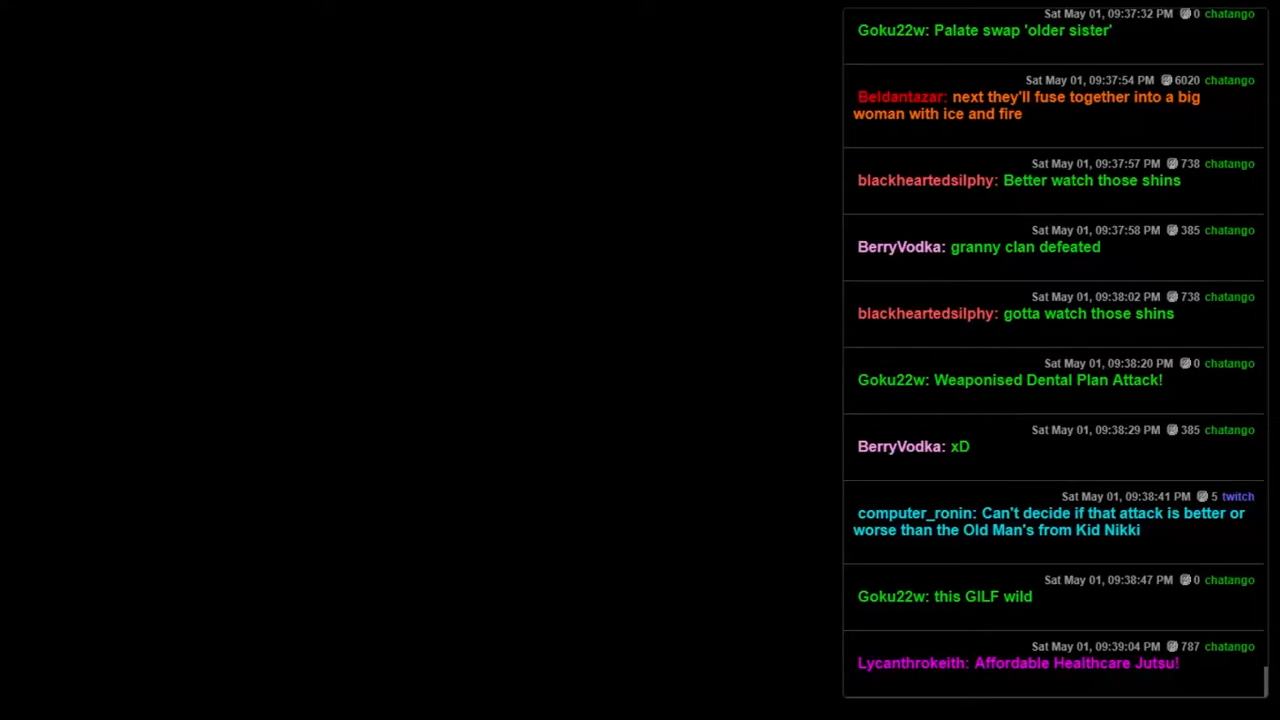 Sat May 01, 09:37:32 PM 0 chatango
Goku22w: Palate swap 'older sister'
Sat May 01, 09:37:54 PM 6020 chatango
Beldantazar: next they'll fuse together into a big
woman with ice and fire
Sat May 01, 09:37:57 PM 738 chatango
blackheartedsilphy: Better watch those shins
Sat May 01, 09:37:58 PM 385 chatango
BerryVodka: granny clan defeated
Sat May 01, 09:38:02 PM 738 chatango
blackheartedsilphy: gotta watch those shins
Sat May 01, 09:38:20 PM 0 chatango
Goku22w: Weaponised Dental Plan Attack!
Sat May 01, 09:38:29 PM 385 chatango
BerryVodka: xD
Sat May 01, 09:38:41 PM 5 twitch
computer_ronin: Can't decide if that attack is better or
worse than the Old Man's from Kid Nikki
Sat May 01, 09:38:47 PM 0 chatango
Goku22w: this GILF wild
Sat May 01, 09:39:04 PM 787 chatango
Lycanthrokeith: Affordable Healthcare Jutsu!